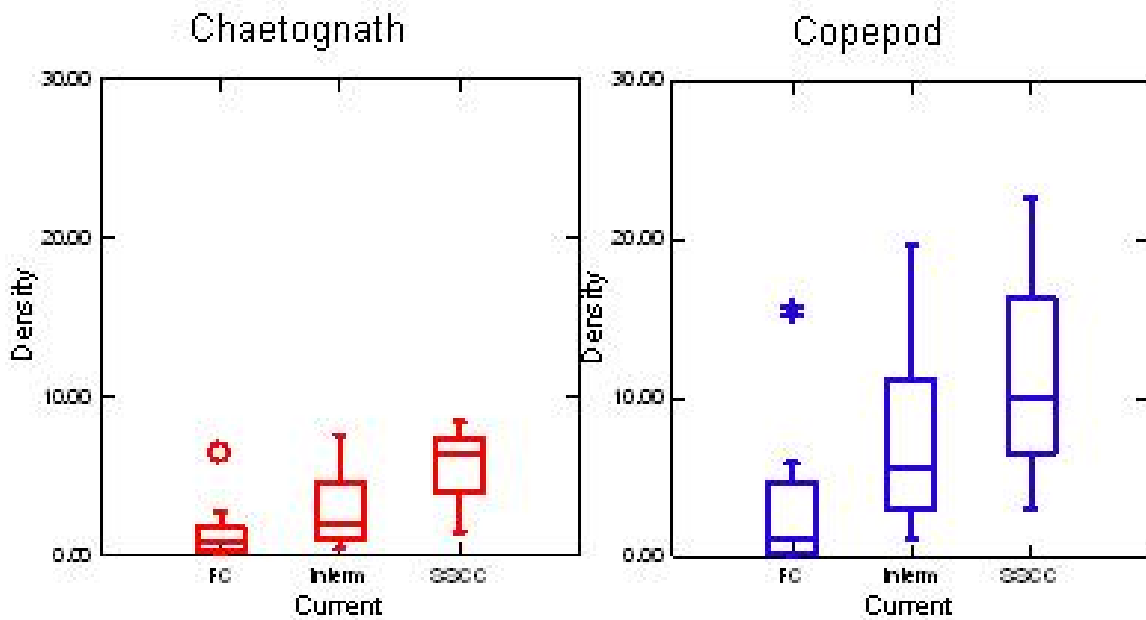 Chaetognath
30.00
20.00
10.00
0.00
Density
FC
Interm
SSCC
Current
Copepod
30.00
20.00
10.00
0.00
Density
FC
Interm
SSCC
Current